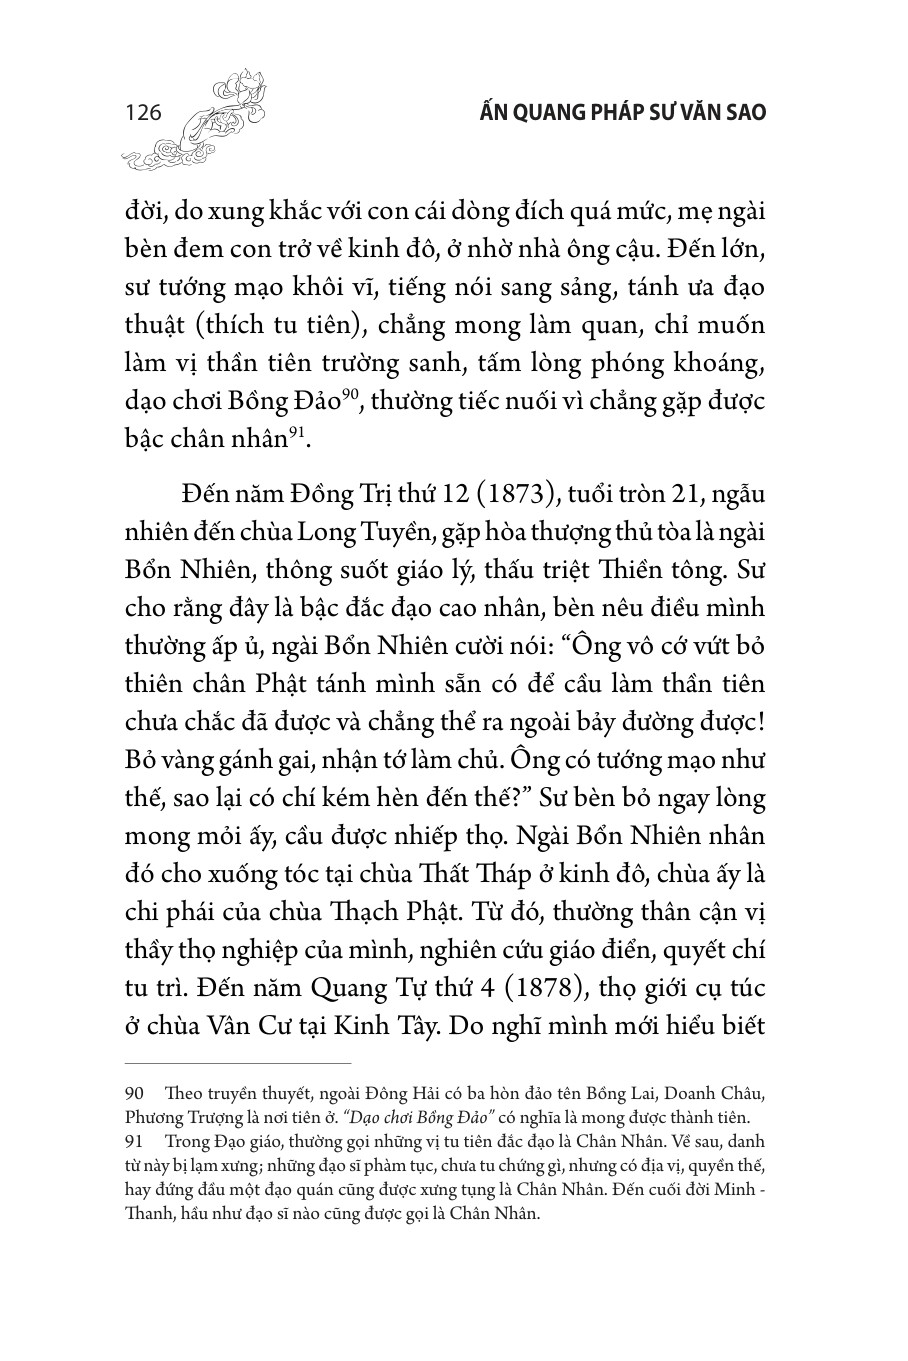 126
ẤN QUANG PHÁP SƯ VĂN SAO
đời, do xung khắc với con cái dòng đích quá mức, mẹ ngài
bèn đem con trở về kinh đô, ở nhờ nhà ông cậu. Đến lớn,
sư tướng mạo khôi vĩ, tiếng nói sang sảng, tánh ưa đạo
thuật (thích tu tiên), chẳng mong làm quan, chỉ muốn
làm vị thần tiên trường sanh, tấm lòng phóng khoáng,
dạo chơi Bồng Đảo90, thường tiếc nuối vì chẳng gặp được
bậc chân nhân91.
Đến năm Đồng Trị thứ 12 (1873), tuổi tròn 21, ngẫu
nhiên đến chùa Long Tuyền, gặp hòa thượng thủ tòa là ngài
Bổn Nhiên, thông suốt giáo lý, thấu triệt Thiền tông. Sư
cho rằng đây là bậc đắc đạo cao nhân, bèn nêu điều mình
thường ấp ủ, ngài Bổn Nhiên cười nói: “Ông vô cớ vứt bỏ
thiên chân Phật tánh mình sẵn có để cầu làm thần tiên
chưa chắc đã được và chẳng thể ra ngoài bảy đường được!
Bỏ vàng gánh gai, nhận tớ làm chủ. Ông có tướng mạo như
thế, sao lại có chí kém hèn đến thế?” Sư bèn bỏ ngay lòng
mong mỏi ấy, cầu được nhiếp thọ. Ngài Bổn Nhiên nhân
đó cho xuống tóc tại chùa Thất Tháp ở kinh đô, chùa ấy là
chi phái của chùa Thạch Phật. Từ đó, thường thân cận vị
thầy thọ nghiệp của mình, nghiên cứu giáo điển, quyết chí
tu trì. Đến năm Quang Tự thứ 4 (1878), thọ giới cụ túc
ở chùa Vân Cư tại Kinh Tây. Do nghĩ mình mới hiểu biết
90 Theo truyền thuyết, ngoài Đông Hải có ba hòn đảo tên Bồng Lai, Doanh Châu,
Phương Trượng là nơi tiên ở. “Dạo chơi Bồng Đảo” có nghĩa là mong được thành tiên.
91 Trong Đạo giáo, thường gọi những vị tu tiên đắc đạo là Chân Nhân. Về sau, danh
từ này bị lạm xưng; những đạo sĩ phàm tục, chưa tu chứng gì, nhưng có địa vị, quyền thế,
hay đứng đầu một đạo quán cũng được xưng tụng là Chân Nhân. Đến cuối đời Minh -
Thanh, hầu như đạo sĩ nào cũng được gọi là Chân Nhân.